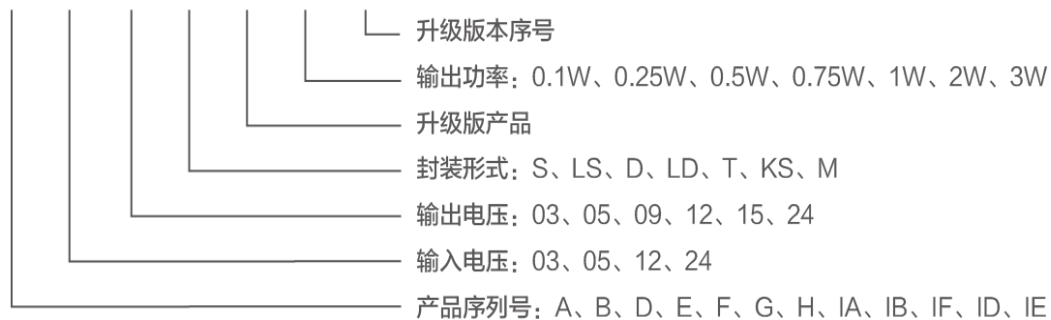 升级版本序号
输出功率：0.1W、0.25W、0.5W、0.75W、1W、2W、3W
升级版产品
封装形式：S、LS、D、LD、T、KS、M
输出电压：03、05、09、12、15、24
输入电压：03、05、12、24
产品序列号：A、B、D、E、F、G、H、IA、IB、IF、ID、IE